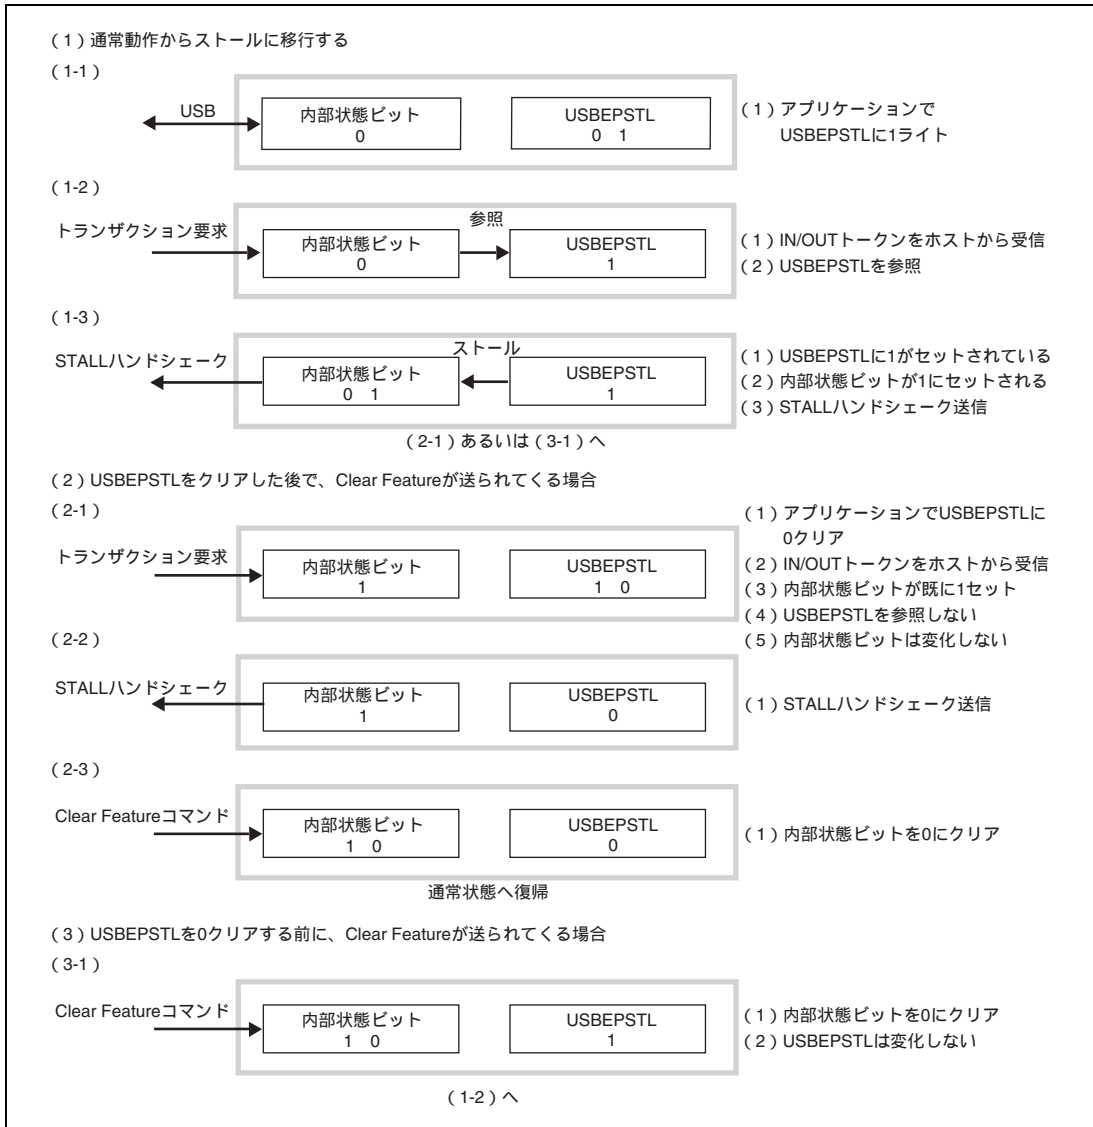 （1）通常動作からストールに移行する
（1-1）
USB
内部状態ビット
0
USBEPSTL
0 1
（1）アプリケーションで
USBEPSTLに1ライト
（1-2）
トランザクション要求
内部状態ビット
0
参照
USBEPSTL
1
（1）IN/OUTトークンをホストから受信
（2）USBEPSTLを参照
（1-3）
STALLハンドシェーク
内部状態ビット
0 1
ストール
USBEPSTL
1
（1）USBEPSTLに1がセットされている
（2）内部状態ビットが1にセットされる
（3）STALLハンドシェーク送信
（2-1）あるいは（3-1）へ
（2）USBEPSTLをクリアした後で、Clear Featureが送られてくる場合
（2-1）
トランザクション要求
内部状態ビット
1
USBEPSTL
1 0
（1）アプリケーションでUSBEPSTLに
0クリア
（2）IN/OUTトークンをホストから受信
（3）内部状態ビットが既に1セット
（4）USBEPSTLを参照しない
（5）内部状態ビットは変化しない
（2-2）
STALLハンドシェーク
内部状態ビット
1
USBEPSTL
0
（1）STALLハンドシェーク送信
（2-3）
Clear Featureコマンド
内部状態ビット
1 0
USBEPSTL
0
（1）内部状態ビットを0にクリア
通常状態へ復帰
（3）USBEPSTLを0クリアする前に、Clear Featureが送られてくる場合
（3-1）
Clear Featureコマンド
内部状態ビット
1 0
USBEPSTL
1
（1）内部状態ビットを0にクリア
（2）USBEPSTLは変化しない
（1-2）へ